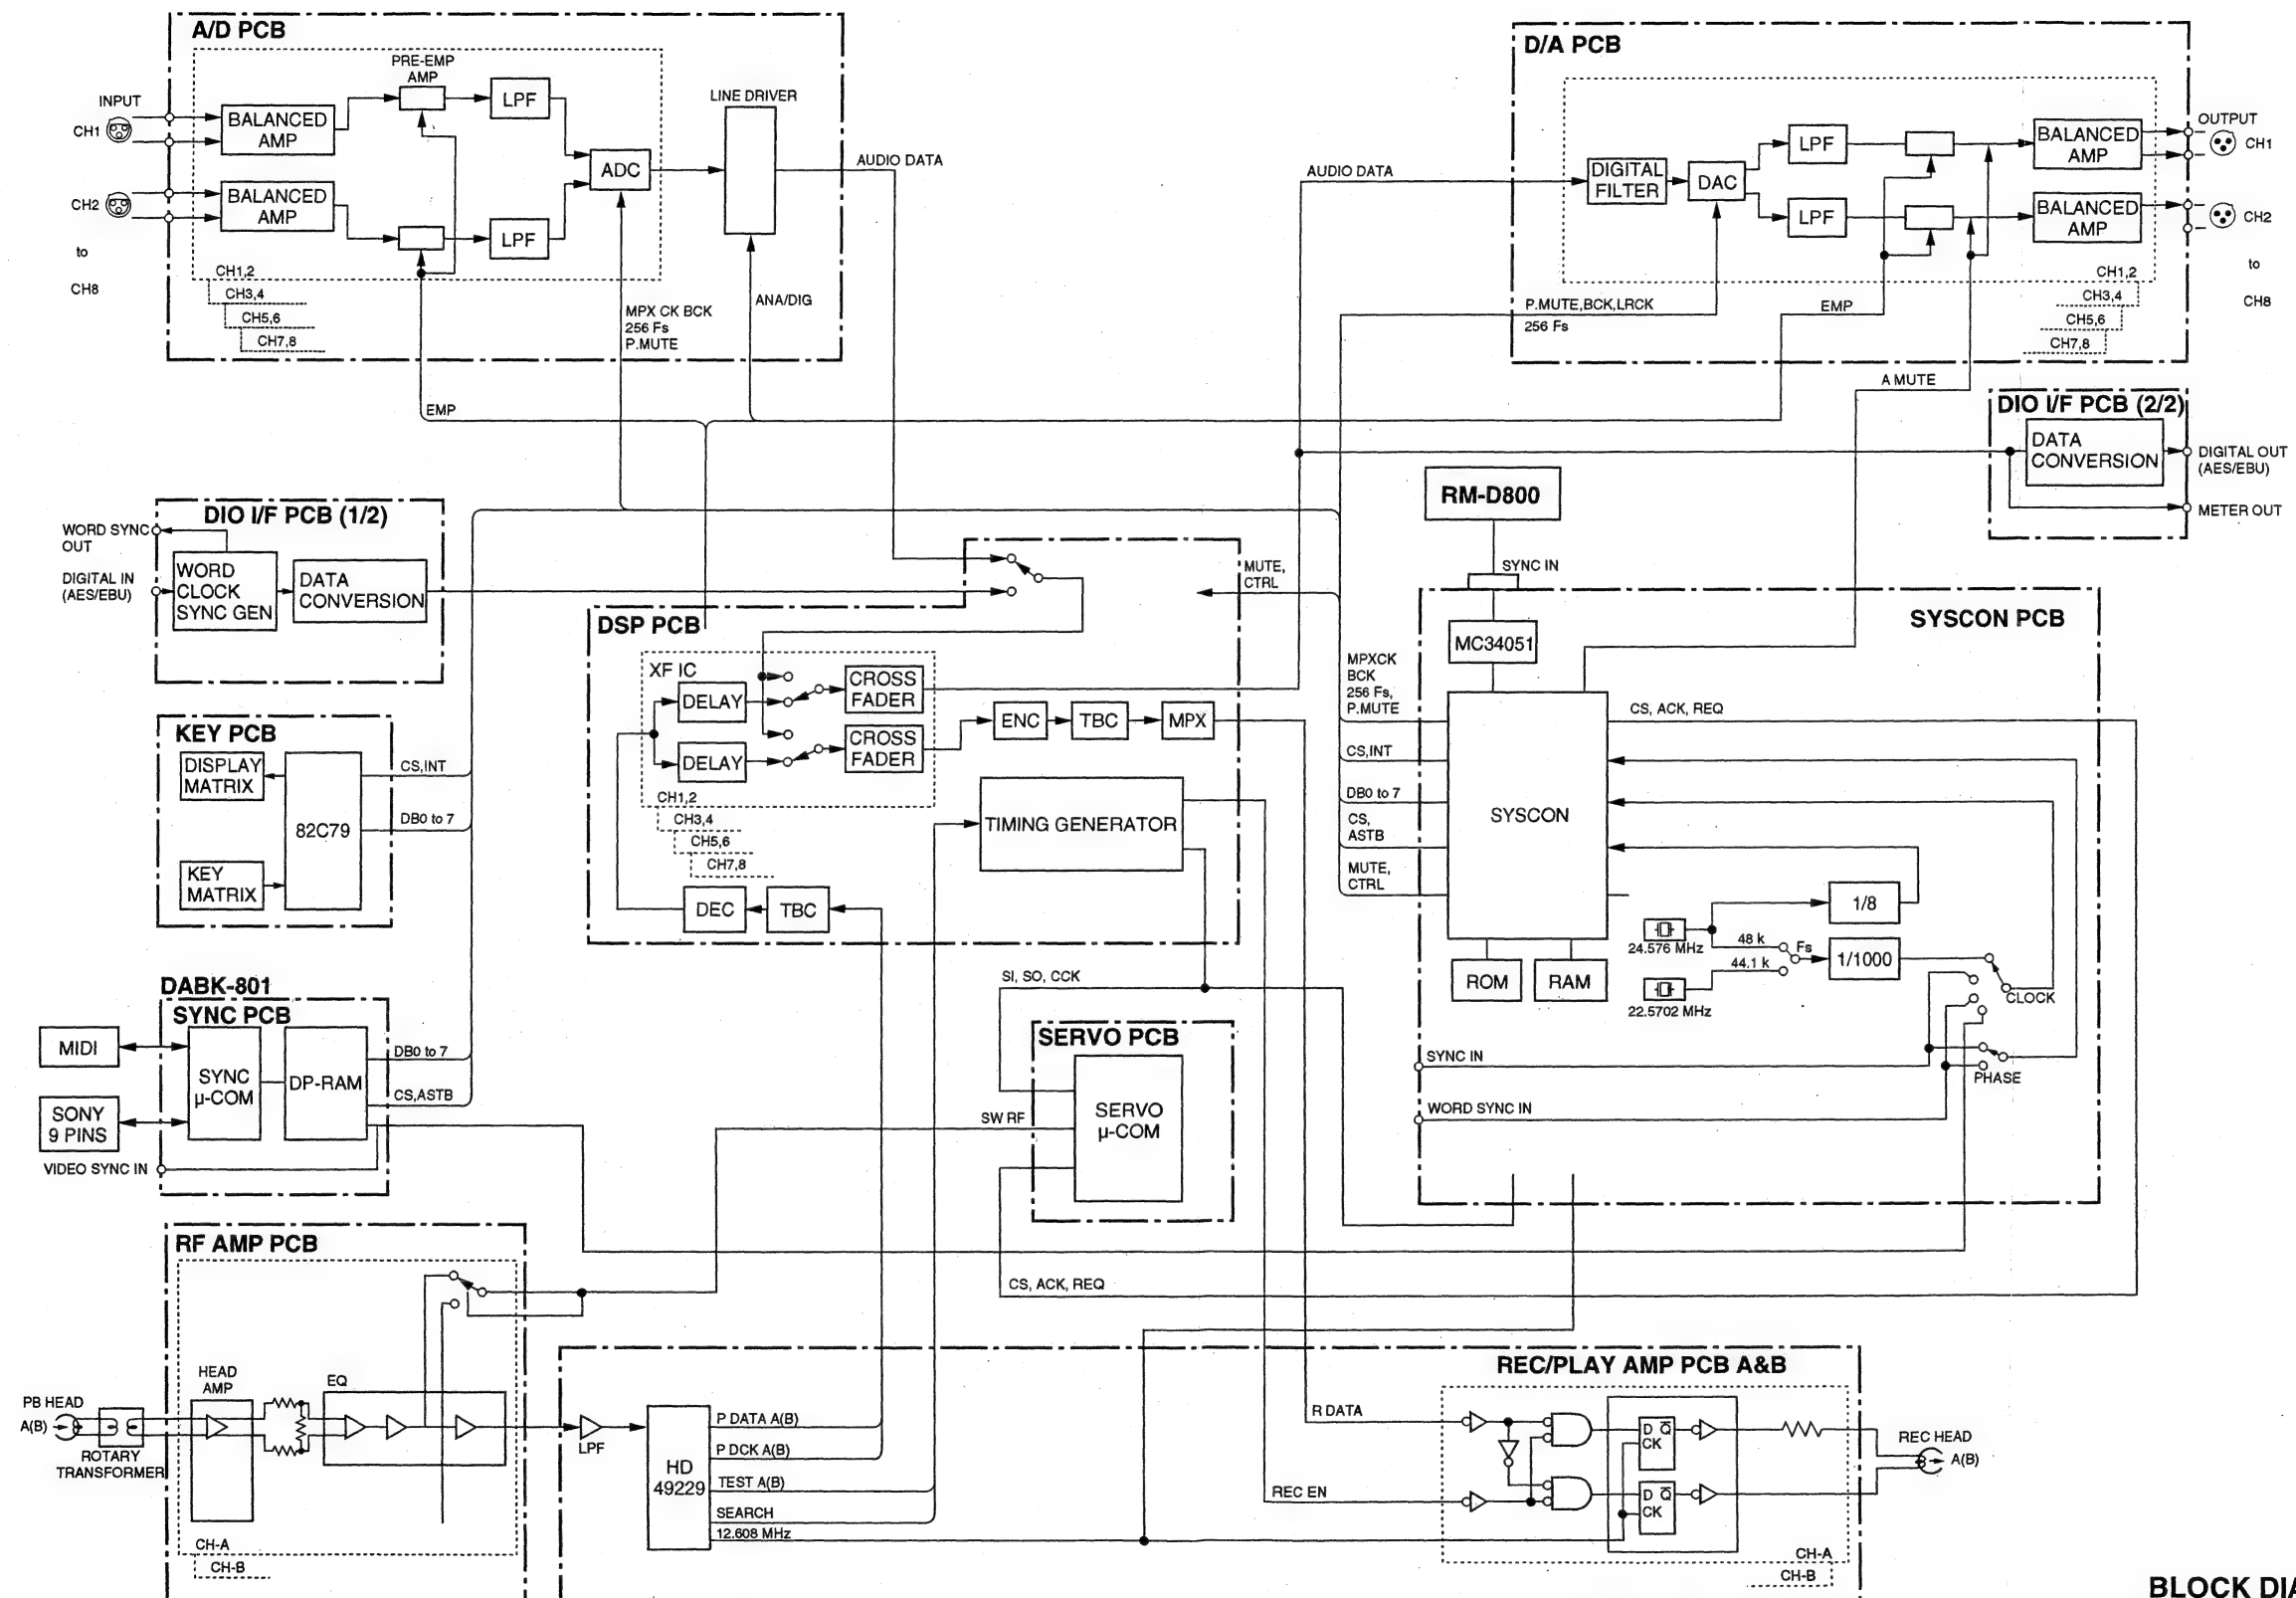 A/D PCB
PRE-EMP
AMP
INPUT
CH1
CH2
to
CH8
BALANCED
AMP
BALANCED
AMP
LPF
LPF
ADC
LINE DRIVER
AUDIO DATA
CH1,2
CH3,4
CH5,6
CH7,8
MPX CK BCK
256 Fs
P.MUTE
ANA/DIG
EMP
D/A PCB
AUDIO DATA
DIGITAL
FILTER
DAC
LPF
LPF
BALANCED
AMP
BALANCED
AMP
OUTPUT
CH1
CH2
to
CH8
CH1,2
CH3,4
CH5,6
CH7,8
P.MUTE,BCK,LRCK
256 Fs
EMP
A MUTE
DIO I/F PCB (2/2)
DATA
CONVERSION
DIGITAL OUT
(AES/EBU)
METER OUT
DIO I/F PCB (1/2)
WORD SYNC
OUT
DIGITAL IN
(AES/EBU)
WORD
CLOCK
SYNC GEN
DATA
CONVERSION
RM-D800
SYNC IN
MUTE,
CTRL
DSP PCB
XF IC
DELAY
DELAY
CROSS
FADER
CROSS
FADER
ENC
TBC
MPX
CH1,2
CH3,4
CH5,6
CH7,8
TIMING GENERATOR
DEC
TBC
KEY PCB
DISPLAY
MATRIX
KEY
MATRIX
82C79
CS,INT
DB0 to 7
SYSCON PCB
MC34051
MPXCK
BCK
256 Fs,
P.MUTE
CS,INT
DB0 to 7
CS,
ASTB
MUTE,
CTRL
SYSCON
CS, ACK, REQ
ROM
RAM
1/8
24.576 MHz
48 k
Fs
1/1000
44.1 k
22.5702 MHz
CLOCK
SYNC IN
PHASE
WORD SYNC IN
DABK-801
SYNC PCB
MIDI
SONY
9 PINS
SYNC
µ-COM
DP-RAM
DB0 to 7
CS,ASTB
VIDEO SYNC IN
SI, SO, CCK
SERVO PCB
SERVO
µ-COM
SW RF
CS, ACK, REQ
RF AMP PCB
HEAD
AMP
EQ
PB HEAD
A(B)
ROTARY
TRANSFORMER
CH-A
CH-B
LPF
HD
49229
P DATA A(B)
P DCK A(B)
TEST A(B)
SEARCH
12.608 MHz
REC/PLAY AMP PCB A&B
R DATA
REC EN
D Q̅
CK
D Q̅
CK
REC HEAD
A(B)
CH-A
CH-B
BLOCK DIA